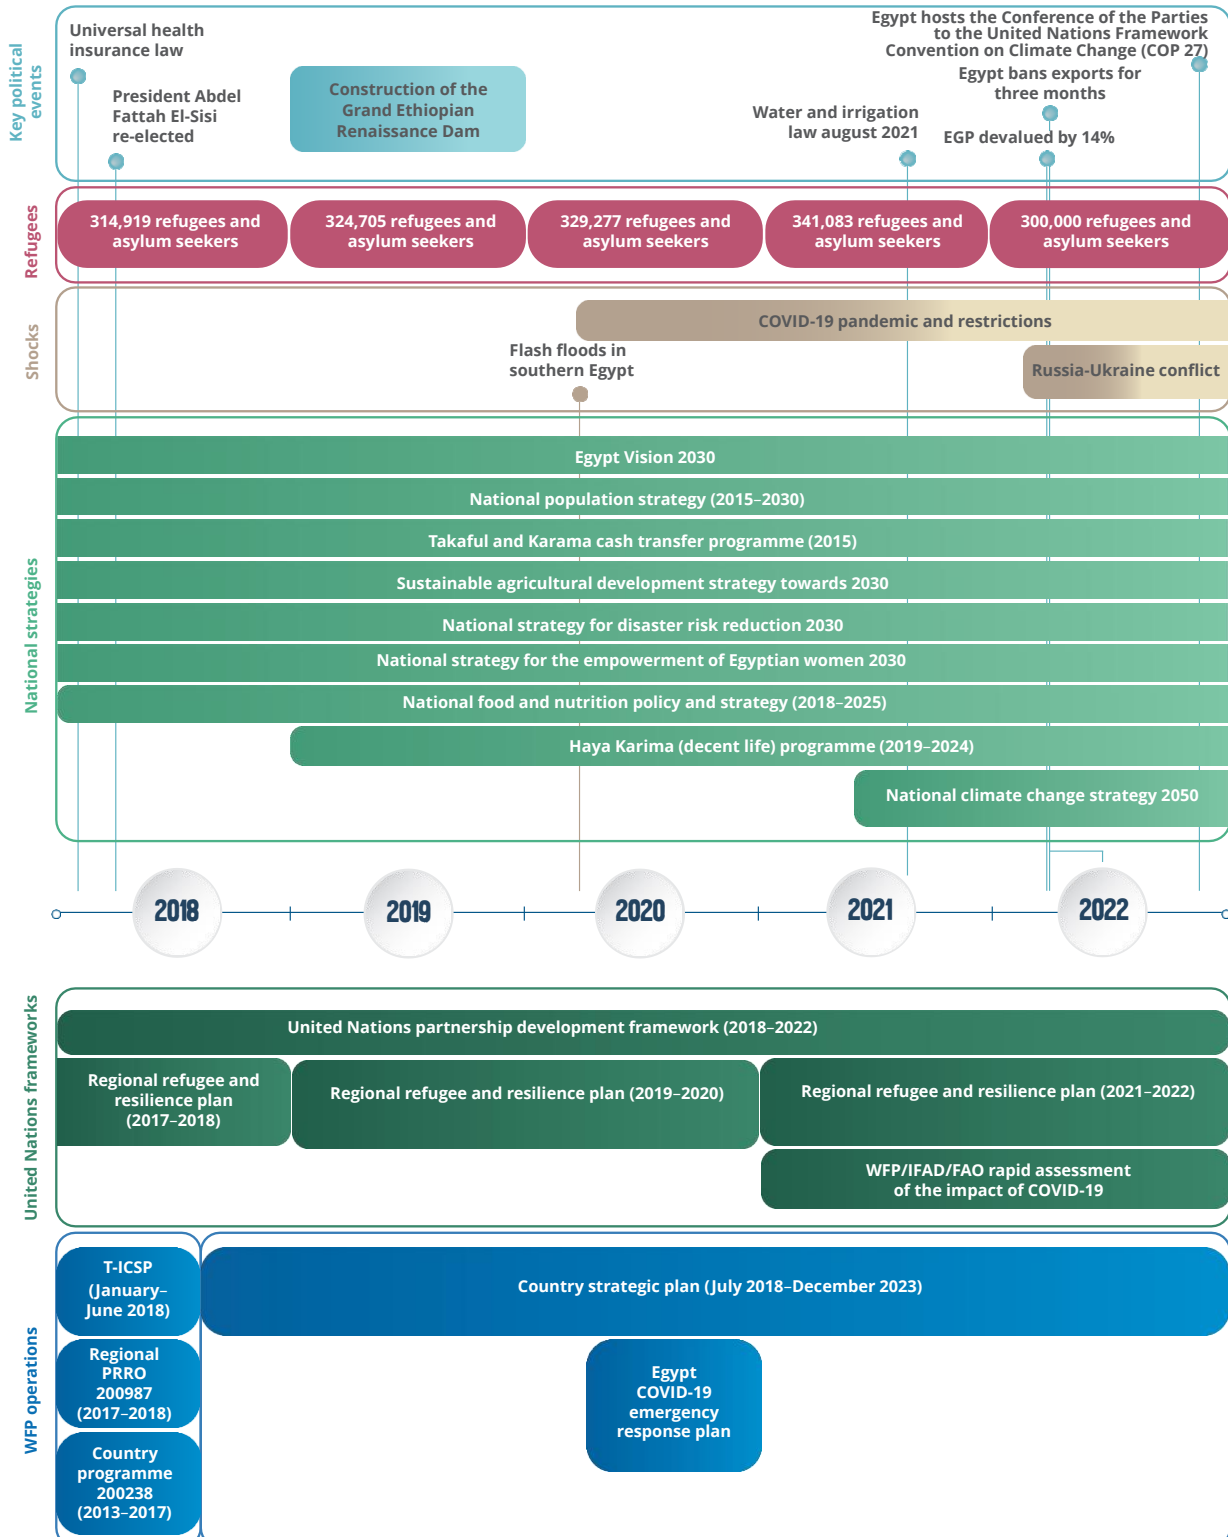 Key political
events
Universal health
insurance law
President Abdel
Fattah El-Sisi
re-elected
Construction of the
Grand Ethiopian
Renaissance Dam
Water and irrigation
law august 2021
Egypt hosts the Conference of the Parties
to the United Nations Framework
Convention on Climate Change (COP 27)
Egypt bans exports for
three months
EGP devalued by 14%
Refugees
314,919 refugees and
asylum seekers
324,705 refugees and
asylum seekers
329,277 refugees and
asylum seekers
341,083 refugees and
asylum seekers
300,000 refugees and
asylum seekers
Shocks
COVID-19 pandemic and restrictions
Flash floods in
southern Egypt
Russia-Ukraine conflict
National strategies
Egypt Vision 2030
National population strategy (2015–2030)
Takaful and Karama cash transfer programme (2015)
Sustainable agricultural development strategy towards 2030
National strategy for disaster risk reduction 2030
National strategy for the empowerment of Egyptian women 2030
National food and nutrition policy and strategy (2018–2025)
Haya Karima (decent life) programme (2019–2024)
National climate change strategy 2050
2018
2019
2020
2021
2022
United Nations frameworks
United Nations partnership development framework (2018–2022)
Regional refugee and
resilience plan
(2017–2018)
Regional refugee and resilience plan (2019–2020)
Regional refugee and resilience plan (2021–2022)
WFP/IFAD/FAO rapid assessment
of the impact of COVID-19
WFP operations
T-ICSP
(January–
June 2018)
Country strategic plan (July 2018–December 2023)
Regional
PRRO
200987
(2017–2018)
Egypt
COVID-19
emergency
response plan
Country
programme
200238
(2013–2017)